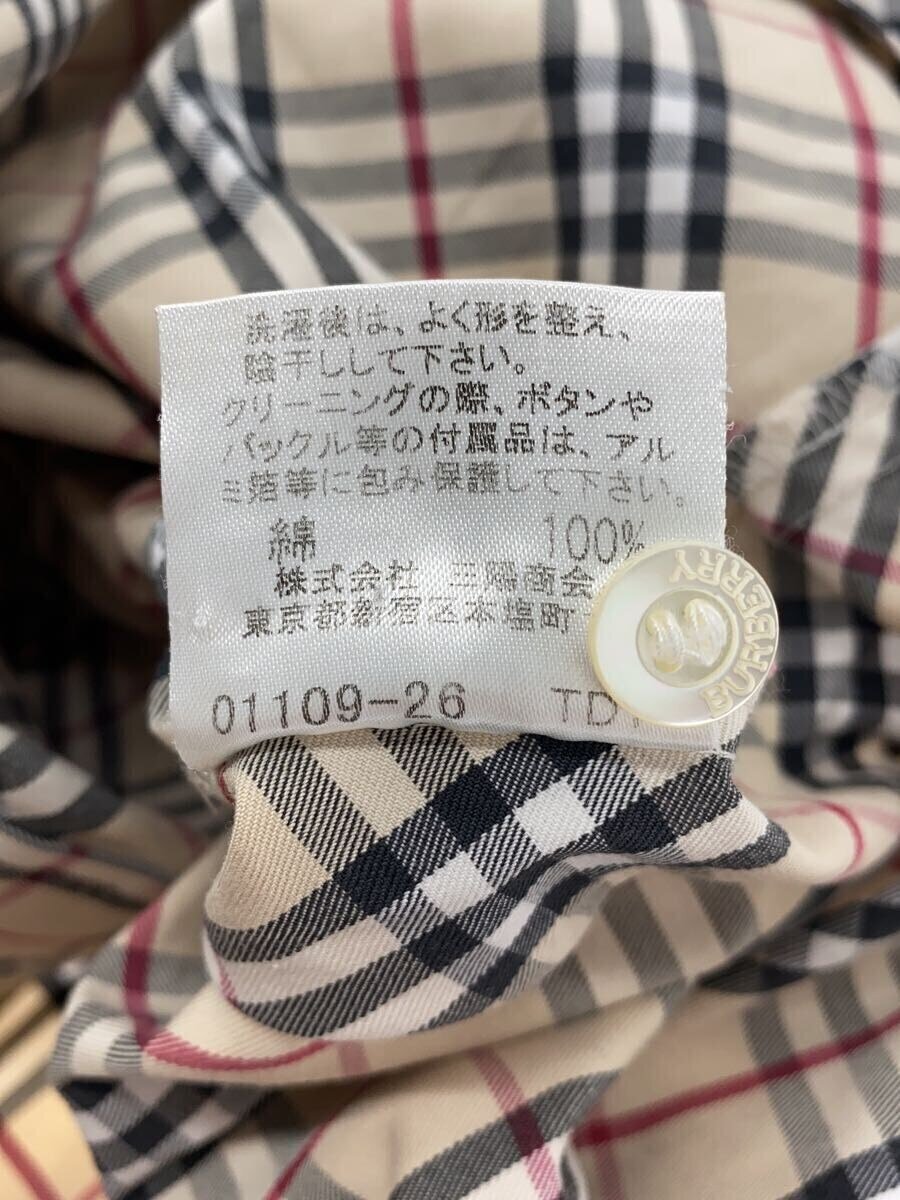 洗濯後は、よく形を整え、
陰干しして下さい。
クリーニングの際、ボタンや
バックル等の付属品は、アル
ミ箔等に包み保護して下さい。
綿 100%
株式会社 三陽商会
東京都新宿区本塩町
01109-26 TD
BURBERRY